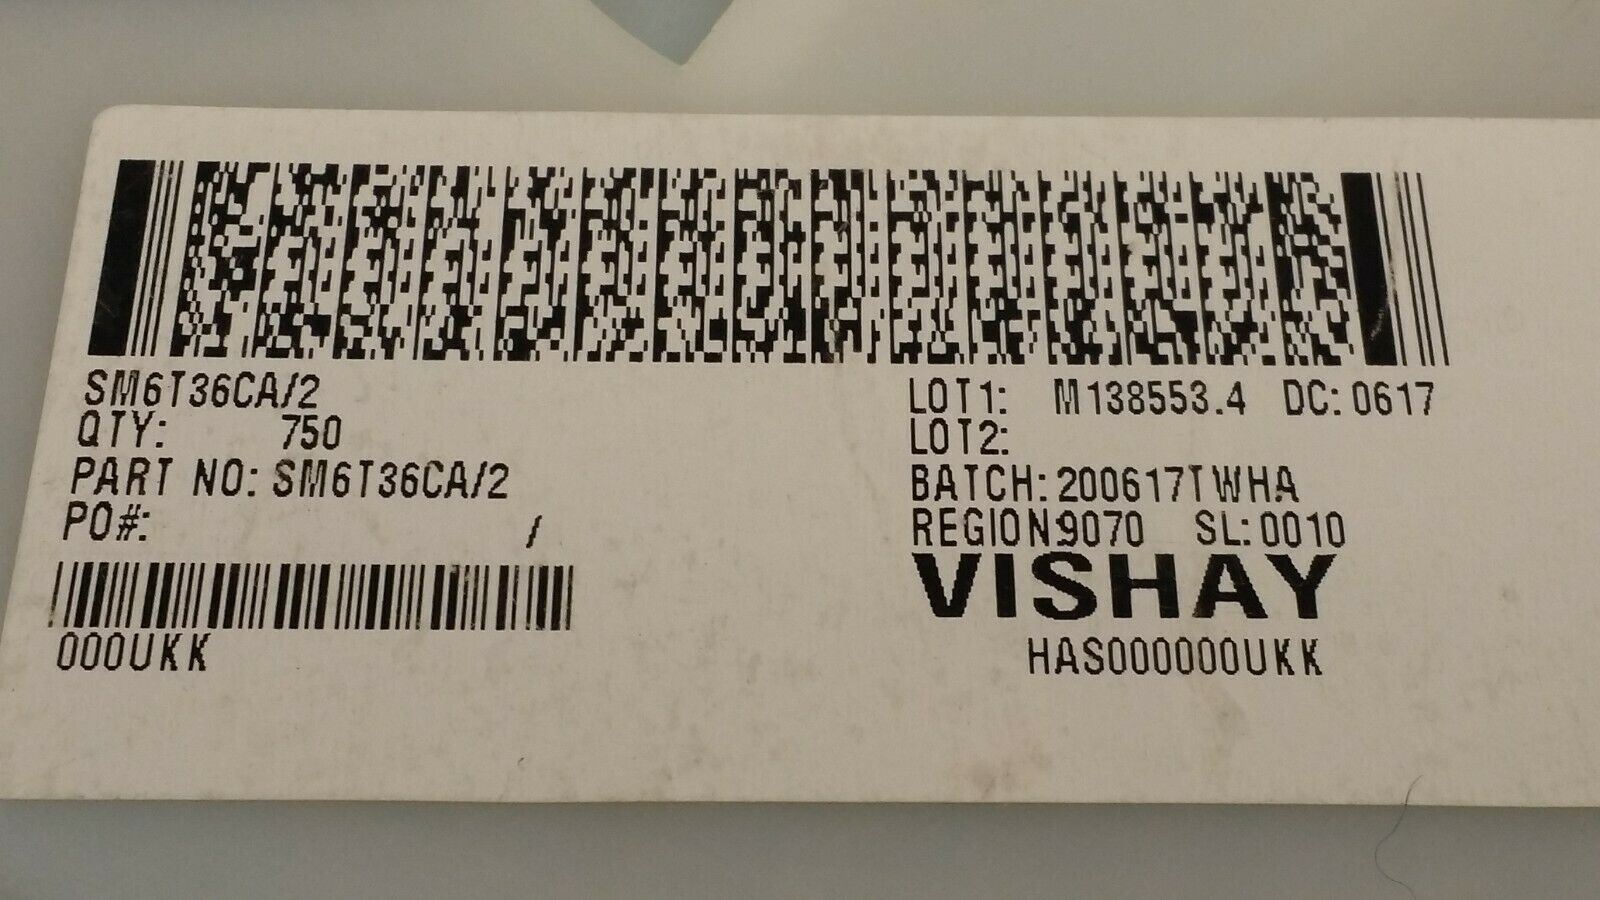 SM6T36CA/2
QTY: 750
PART NO: SM6T36CA/2
PO#: /
000UKK
LOT1: M138553.4 DC: 0617
LOT2:
BATCH: 200617TWHA
REGION:9070 SL: 0010
VISHAY
HAS000000UKK